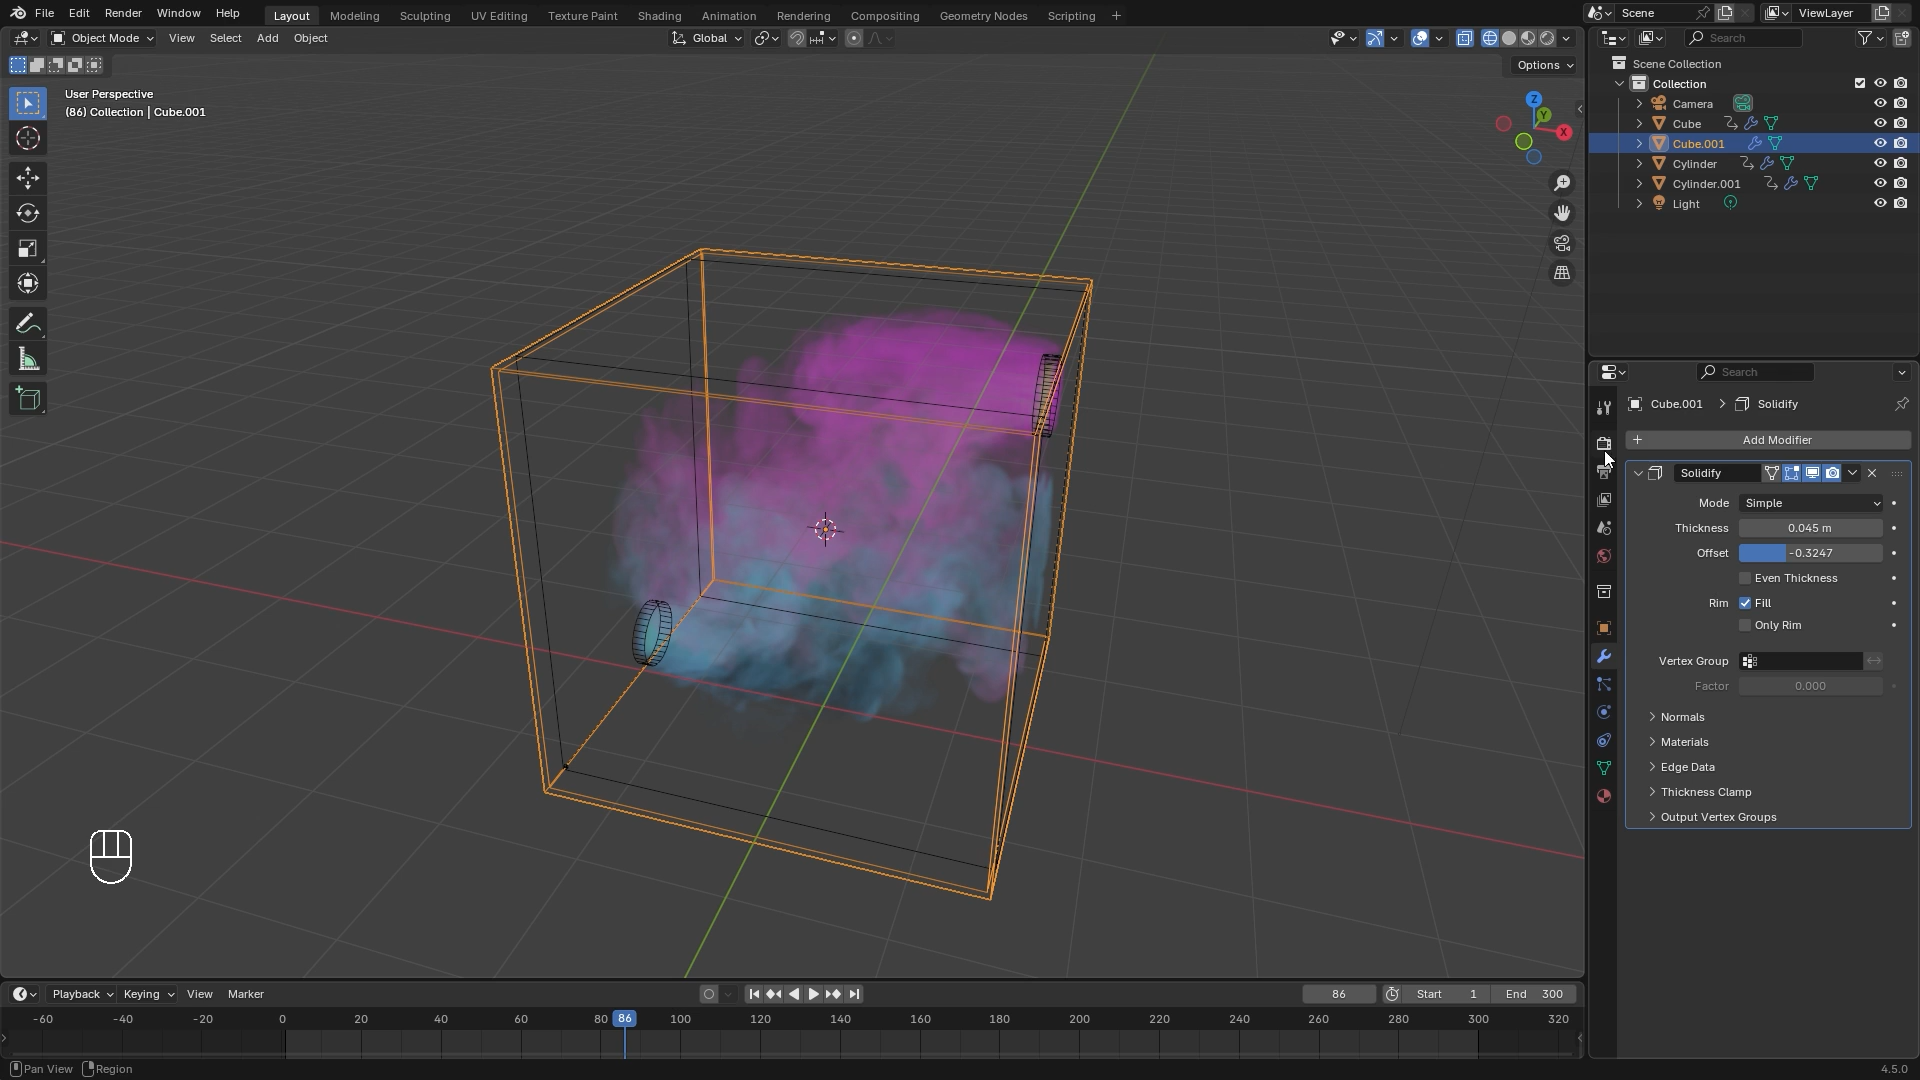 File Edit Render Window Help Layout Modeling Sculpting UV Editing Texture Paint Shading Animation Rendering Compositing Geometry Nodes Scripting + Scene ViewLayer
Object Mode View Select Add Object Global Search
Options
User Perspective
(86) Collection | Cube.001
Z
Y
X
Scene Collection
Collection
Camera
Cube
Cube.001
Cylinder
Cylinder.001
Light
Search
Cube.001 > Solidify
+ Add Modifier
Solidify
Mode Simple
Thickness 0.045 m
Offset -0.3247
Even Thickness
Rim Fill
Only Rim
Vertex Group
Factor 0.000
Normals
Materials
Edge Data
Thickness Clamp
Output Vertex Groups
Playback Keying View Marker 86 Start 1 End 300
-60 -40 -20 0 20 40 60 80 86 100 120 140 160 180 200 220 240 260 280 300 320
Pan View Region 4.5.0